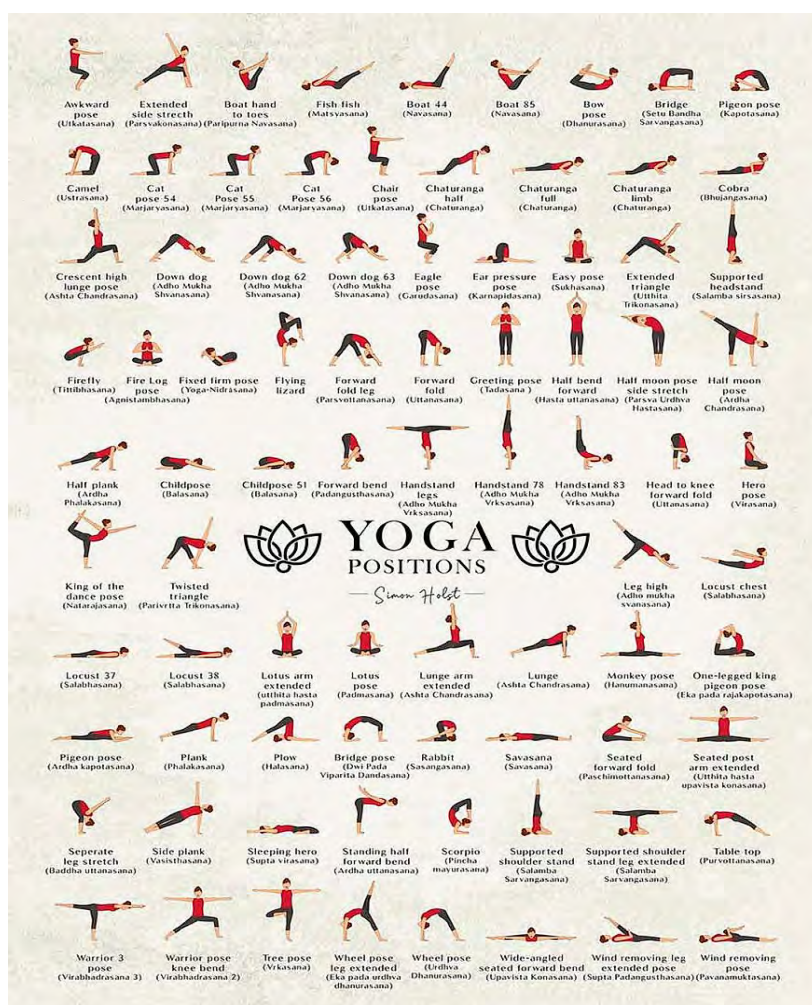 Awkward pose (Utkatasana)
Extended side strecth (Parsvakonasana)
Boat hand to toes (Paripurna Navasana)
Fish fish (Matsyasana)
Boat 44 (Navasana)
Boat 85 (Navasana)
Bow pose (Dhanurasana)
Bridge (Setu Bandha Sarvangasana)
Pigeon pose (Kapotasana)
Camel (Ustrasana)
Cat pose 54 (Marjaryasana)
Cat Pose 55 (Marjaryasana)
Cat Pose 56 (Marjaryasana)
Chair pose (Utkatasana)
Chaturanga half (Chaturanga)
Chaturanga full (Chaturanga)
Chaturanga limb (Chaturanga)
Cobra (Bhujangasana)
Crescent high lunge pose (Ashta Chandrasana)
Down dog (Adho Mukha Shvanasana)
Down dog 62 (Adho Mukha Shvanasana)
Down dog 63 (Adho Mukha Shvanasana)
Eagle pose (Garudasana)
Ear pressure pose (Karnapidasana)
Easy pose (Sukhasana)
Extended triangle (Utthita Trikonasana)
Supported headstand (Salamba sirsasana)
Firefly (Tittibhasana)
Fire Log pose (Agnistambhasana)
Fixed firm pose (Yoga-Nidrasana)
Flying lizard
Forward fold leg (Parsvottanasana)
Forward fold (Uttanasana)
Greeting pose (Tadasana )
Half bend forward (Hasta uttanasana)
Half moon pose side stretch (Parsva Urdhva Hastasana)
Half moon pose (Ardha Chandrasana)
Half plank (Ardha Phalakasana)
Childpose (Balasana)
Childpose 51 (Balasana)
Forward bend (Padangusthasana)
Handstand legs (Adho Mukha Vrksasana)
Handstand 78 (Adho Mukha Vrksasana)
Handstand 83 (Adho Mukha Vrksasana)
Head to knee forward fold (Uttanasana)
Hero pose (Virasana)
YOGA
POSITIONS
Simon Holst
King of the dance pose (Natarajasana)
Twisted triangle (Parivrtta Trikonasana)
Leg high (Adho mukha svanasana)
Locust chest (Salabhasana)
Locust 37 (Salabhasana)
Locust 38 (Salabhasana)
Lotus arm extended (utthita hasta padmasana)
Lotus pose (Padmasana)
Lunge arm extended (Ashta Chandrasana)
Lunge (Ashta Chandrasana)
Monkey pose (Hanumanasana)
One-legged king pigeon pose (Eka pada rajakapotasana)
Pigeon pose (Ardha kapotasana)
Plank (Phalakasana)
Plow (Halasana)
Bridge pose (Dwi Pada Viparita Dandasana)
Rabbit (Sasangasana)
Savasana (Savasana)
Seated forward fold (Paschimottanasana)
Seated post arm extended (Utthita hasta upavista konasana)
Seperate leg stretch (Baddha uttanasana)
Side plank (Vasisthasana)
Sleeping hero (Supta virasana)
Standing half forward bend (Ardha uttanasana)
Scorpio (Pincha mayurasana)
Supported shoulder stand (Salamba Sarvangasana)
Supported shoulder stand leg extended (Salamba Sarvangasana)
Table top (Purvottanasana)
Warrior 3 pose (Virabhadrasana 3)
Warrior pose knee bend (Virabhadrasana 2)
Tree pose (Vrkasana)
Wheel pose leg extended (Eka pada urdhva dhanurasana)
Wheel pose (Urdhva Dhanurasana)
Wide-angled seated forward bend (Upavista Konasana)
Wind removing leg extended pose (Supta Padangusthasana)
Wind removing pose (Pavanamuktasana)